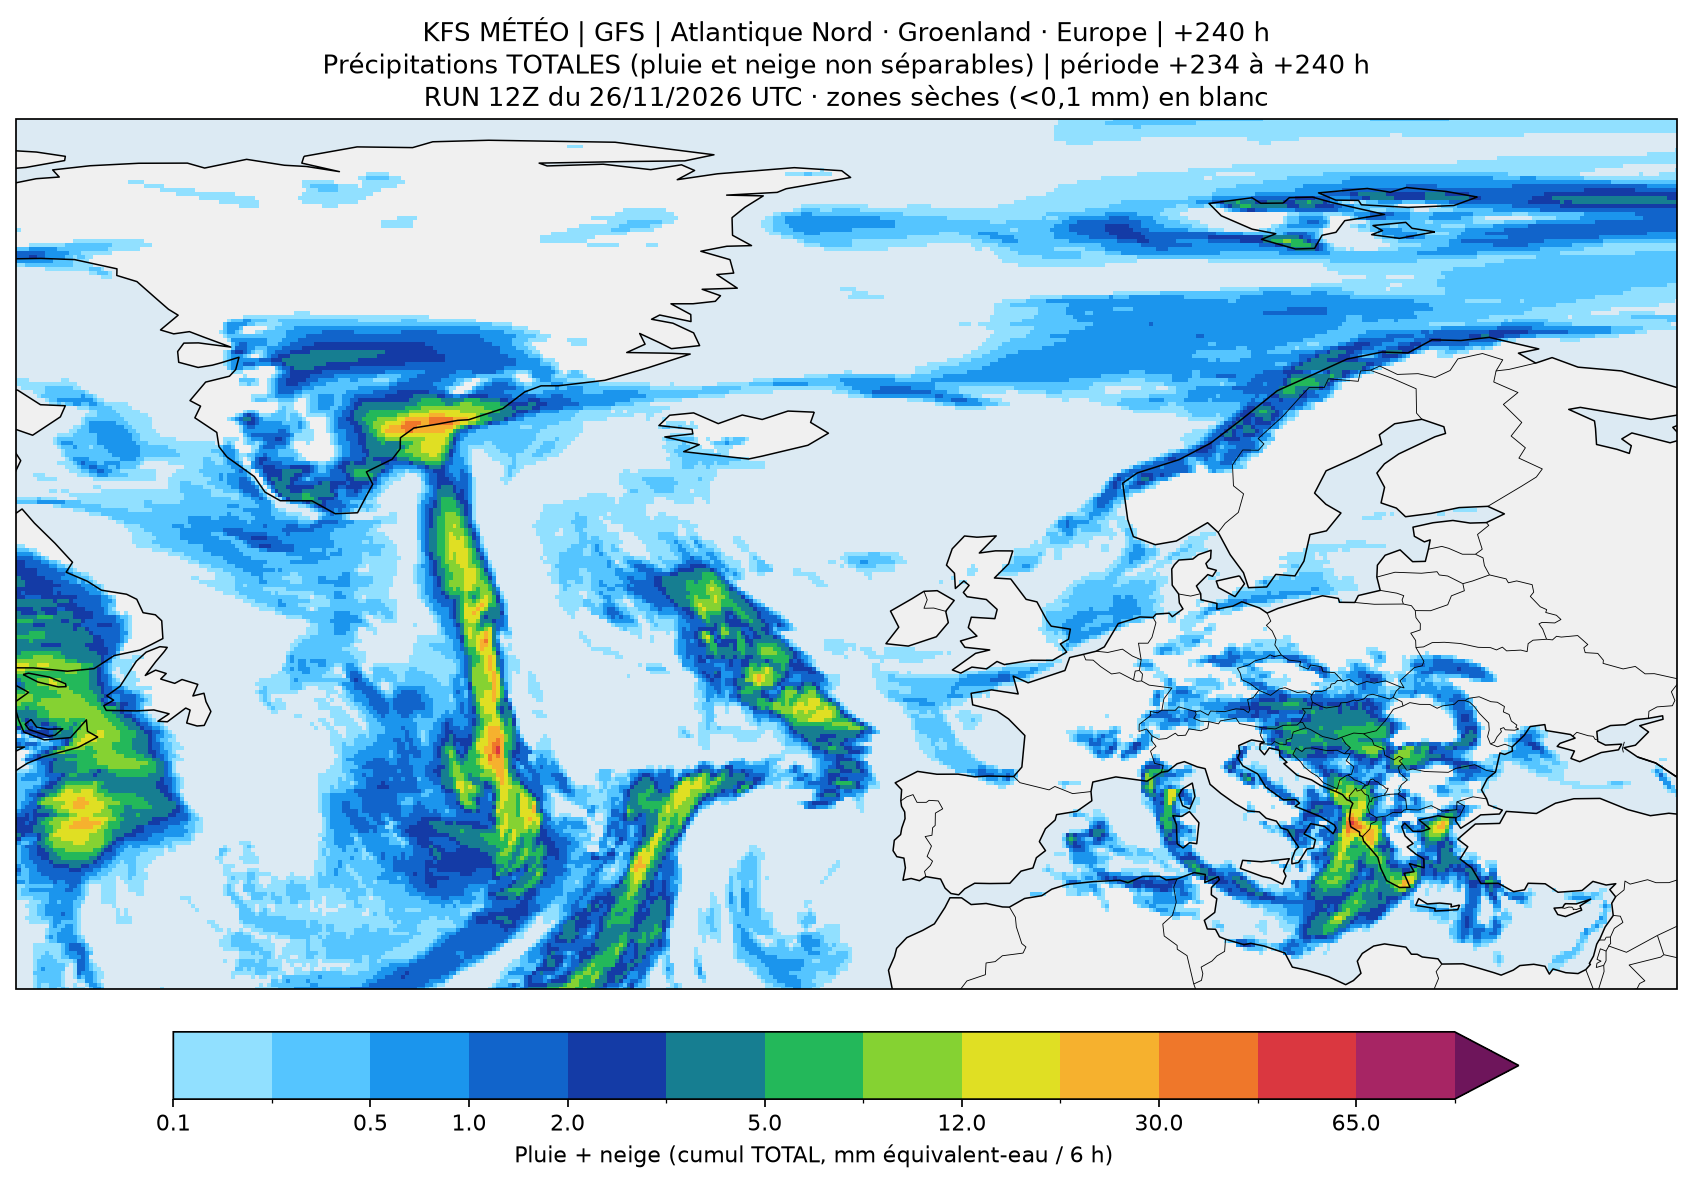 KFS MÉTÉO | GFS | Atlantique Nord · Groenland · Europe | +240 h
Précipitations TOTALES (pluie et neige non séparables) | période +234 à +240 h
RUN 12Z du 26/11/2026 UTC · zones sèches (<0,1 mm) en blanc
0.1 0.5 1.0 2.0 5.0 12.0 30.0 65.0
Pluie + neige (cumul TOTAL, mm équivalent-eau / 6 h)